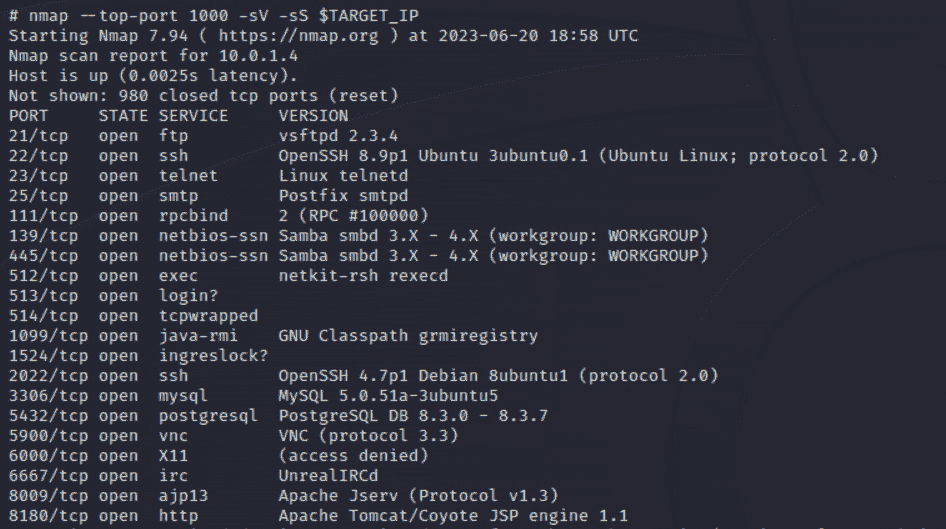 # nmap --top-port 1000 -sV -sS $TARGET_IP
Starting Nmap 7.94 ( https://nmap.org ) at 2023-06-20 18:58 UTC
Nmap scan report for 10.0.1.4
Host is up (0.0025s latency).
Not shown: 980 closed tcp ports (reset)
PORT     STATE SERVICE     VERSION
21/tcp   open  ftp         vsftpd 2.3.4
22/tcp   open  ssh         OpenSSH 8.9p1 Ubuntu 3ubuntu0.1 (Ubuntu Linux; protocol 2.0)
23/tcp   open  telnet      Linux telnetd
25/tcp   open  smtp        Postfix smtpd
111/tcp  open  rpcbind     2 (RPC #100000)
139/tcp  open  netbios-ssn Samba smbd 3.X - 4.X (workgroup: WORKGROUP)
445/tcp  open  netbios-ssn Samba smbd 3.X - 4.X (workgroup: WORKGROUP)
512/tcp  open  exec        netkit-rsh rexecd
513/tcp  open  login?
514/tcp  open  tcpwrapped
1099/tcp open  java-rmi    GNU Classpath grmiregistry
1524/tcp open  ingreslock?
2022/tcp open  ssh         OpenSSH 4.7p1 Debian 8ubuntu1 (protocol 2.0)
3306/tcp open  mysql       MySQL 5.0.51a-3ubuntu5
5432/tcp open  postgresql  PostgreSQL DB 8.3.0 - 8.3.7
5900/tcp open  vnc         VNC (protocol 3.3)
6000/tcp open  X11         (access denied)
6667/tcp open  irc         UnrealIRCd
8009/tcp open  ajp13       Apache Jserv (Protocol v1.3)
8180/tcp open  http        Apache Tomcat/Coyote JSP engine 1.1